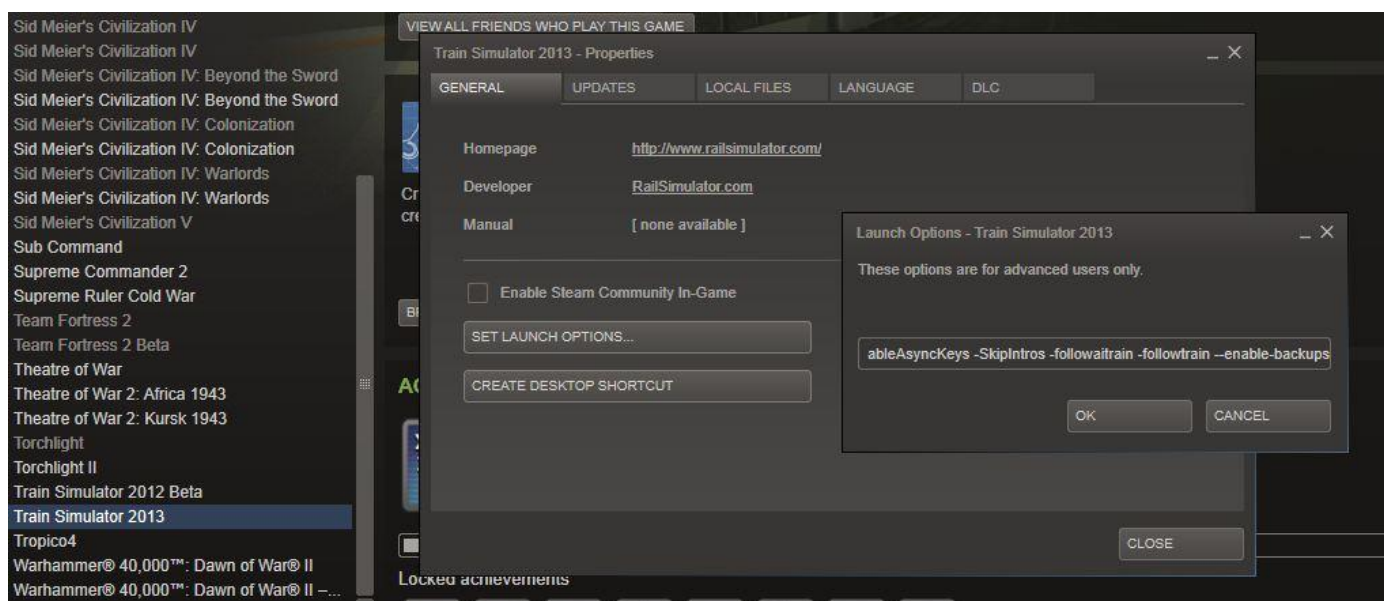 Sid Meier's Civilization IV
Sid Meier's Civilization IV
Sid Meier's Civilization IV: Beyond the Sword
Sid Meier's Civilization IV: Beyond the Sword
Sid Meier's Civilization IV: Colonization
Sid Meier's Civilization IV: Colonization
Sid Meier's Civilization IV: Warlords
Sid Meier's Civilization IV: Warlords
Sid Meier's Civilization V
Sub Command
Supreme Commander 2
Supreme Ruler Cold War
Team Fortress 2
Team Fortress 2 Beta
Theatre of War
Theatre of War 2: Africa 1943
Theatre of War 2: Kursk 1943
Torchlight
Torchlight II
Train Simulator 2012 Beta
Train Simulator 2013
Tropico4
Warhammer® 40,000™: Dawn of War® II
Warhammer® 40,000™: Dawn of War® II –...
VIEW ALL FRIENDS WHO PLAY THIS GAME
Train Simulator 2013 - Properties
GENERAL UPDATES LOCAL FILES LANGUAGE DLC
Homepage http://www.railsimulator.com/
Developer RailSimulator.com
Manual [ none available ]
Enable Steam Community In-Game
SET LAUNCH OPTIONS...
CREATE DESKTOP SHORTCUT
CLOSE
Launch Options - Train Simulator 2013
These options are for advanced users only.
ableAsyncKeys -SkipIntros -followaitrain -followtrain --enable-backups
OK CANCEL
Locked achievements